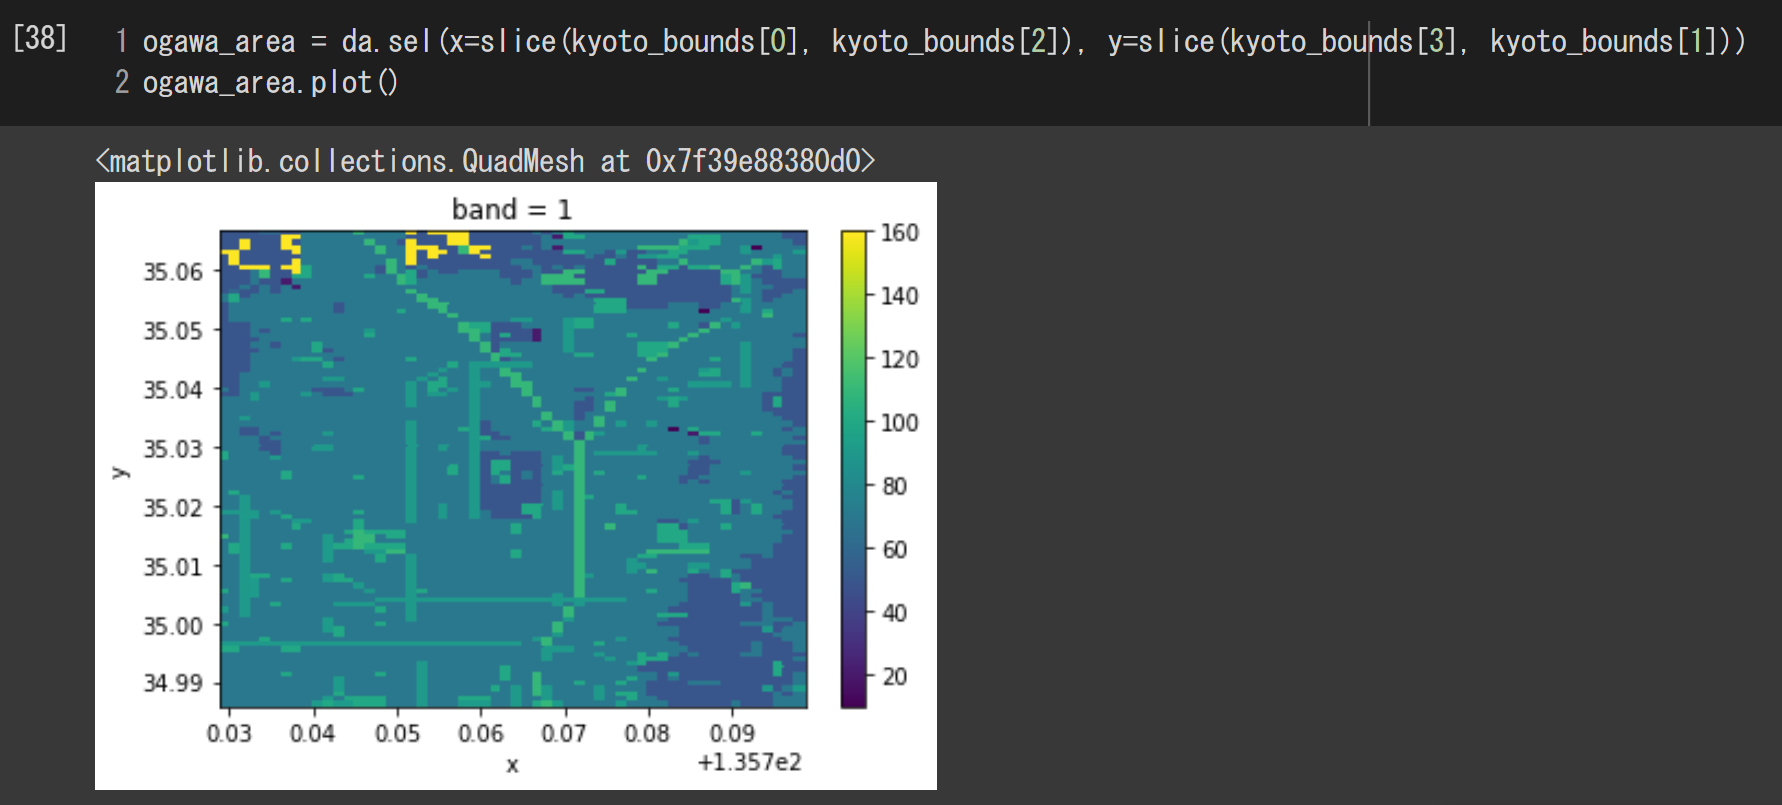 [38] 1 ogawa_area = da.sel(x=slice(kyoto_bounds[0], kyoto_bounds[2]), y=slice(kyoto_bounds[3], kyoto_bounds[1]))
2 ogawa_area.plot()
<matplotlib.collections.QuadMesh at 0x7f39e88380d0>
band = 1
35.06
35.05
35.04
35.03
35.02
35.01
35.00
34.99
y
0.03 0.04 0.05 0.06 0.07 0.08 0.09
+1.357e2
x
160
140
120
100
80
60
40
20